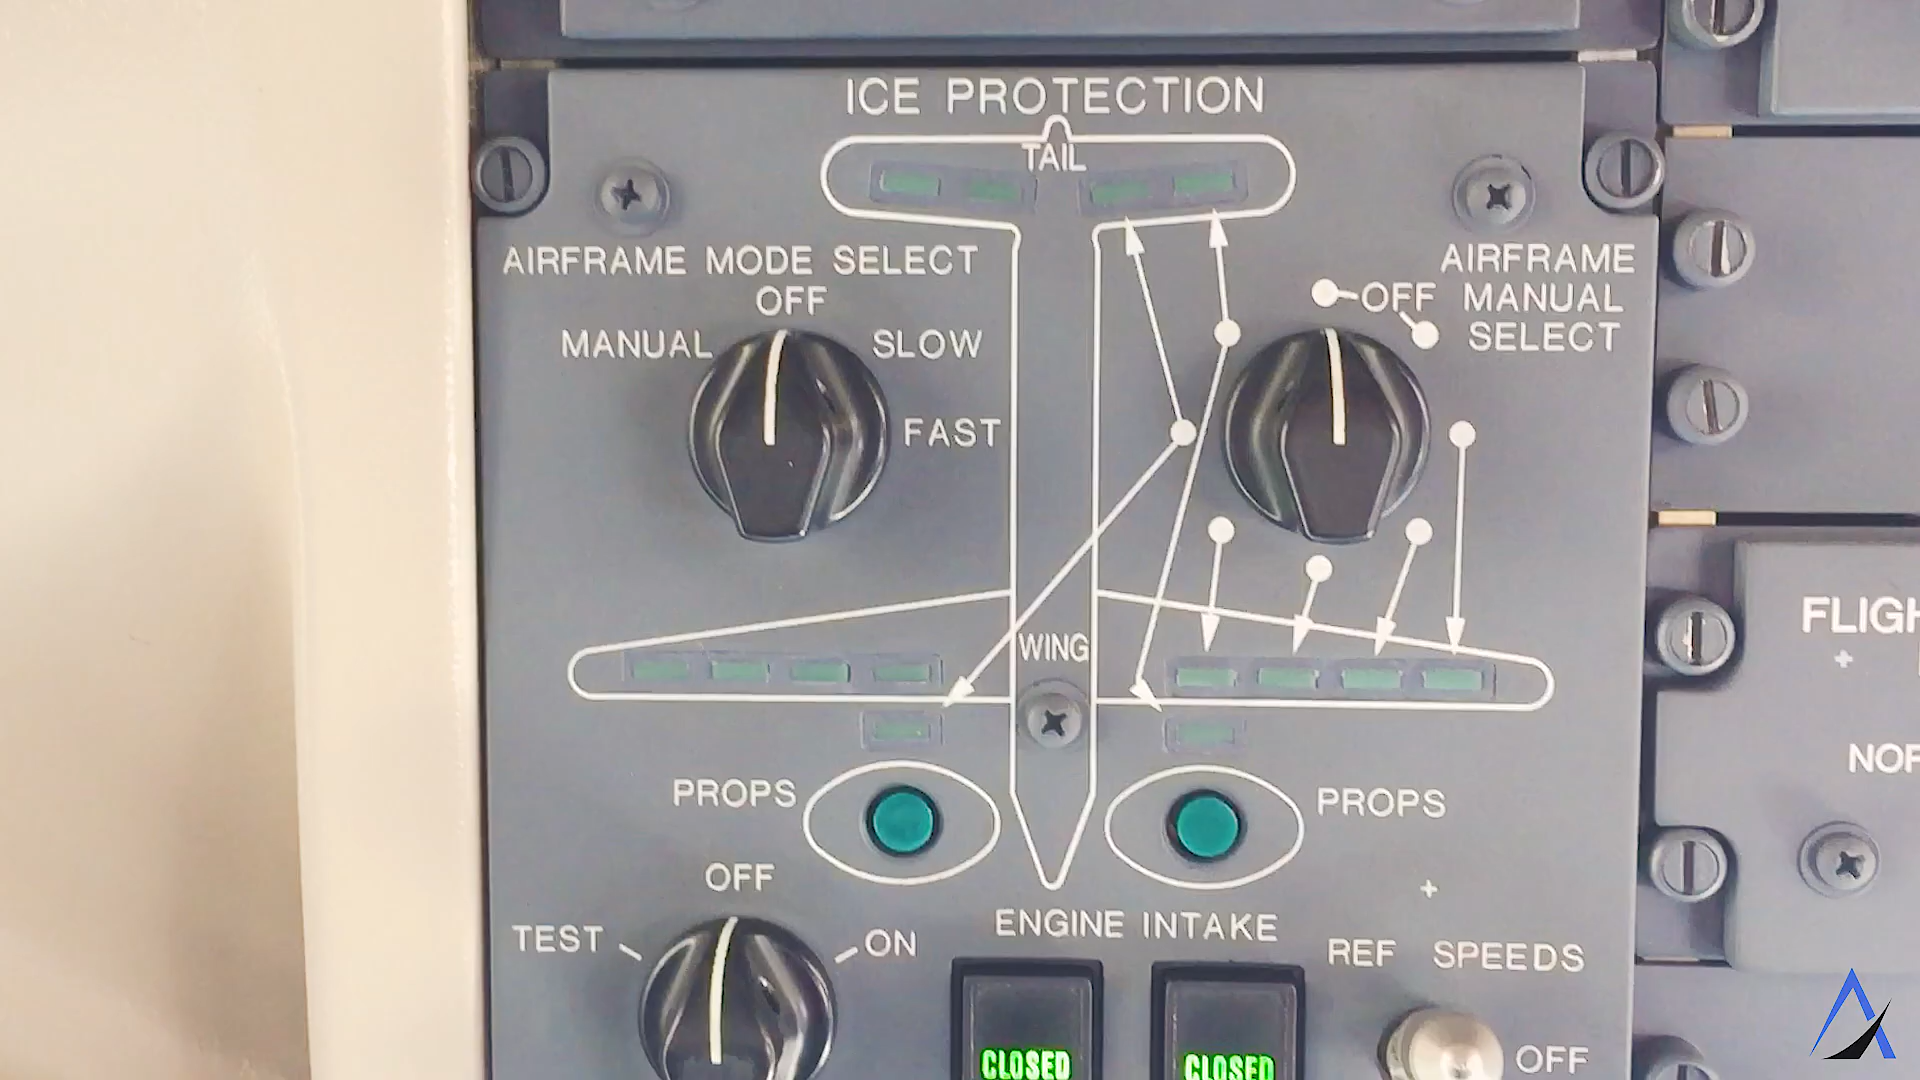 ICE PROTECTION
TAIL
AIRFRAME MODE SELECT
OFF
MANUAL
SLOW
FAST
AIRFRAME
OFF MANUAL
SELECT
WING
PROPS
PROPS
OFF
TEST
ON
ENGINE INTAKE
REF SPEEDS
CLOSED
CLOSED
OFF
FLIGH
NOR